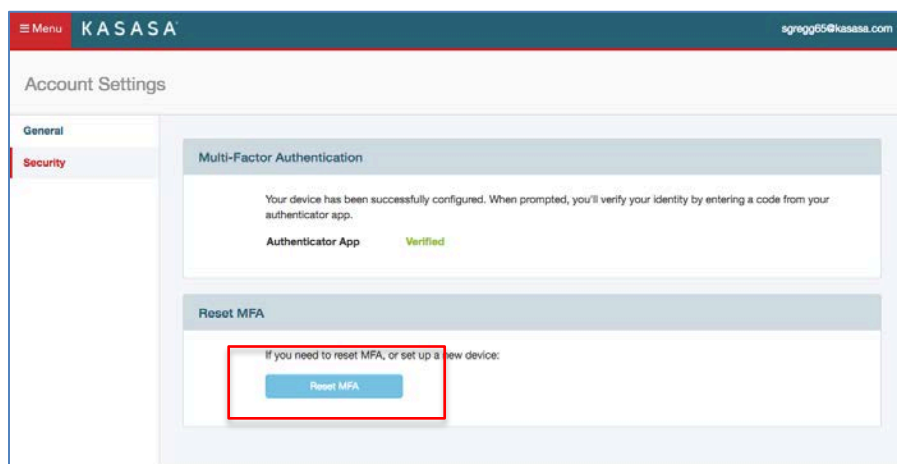 ≡ Menu KASASA sgregg65@kasasa.com
Account Settings
General
Security
Multi-Factor Authentication
Your device has been successfully configured. When prompted, you'll verify your identity by entering a code from your
authenticator app.
Authenticator App Verified
Reset MFA
If you need to reset MFA, or set up a new device:
Reset MFA